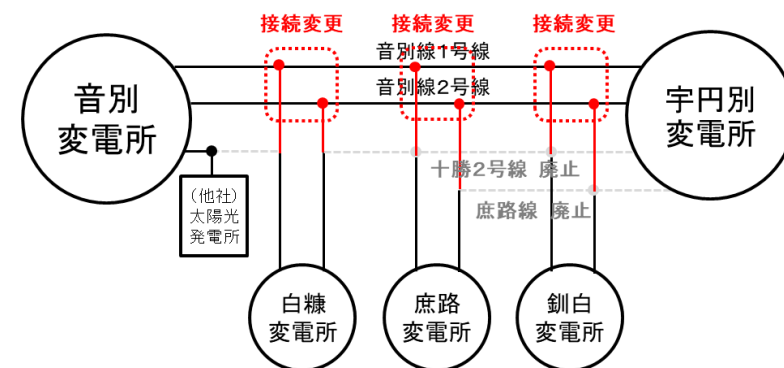 接続変更
接続変更
接続変更
音別線1号線
音別線2号線
音別
変電所
宇円別
変電所
十勝2号線 廃止
庶路線 廃止
(他社)
太陽光
発電所
白糠
変電所
庶路
変電所
釧白
変電所